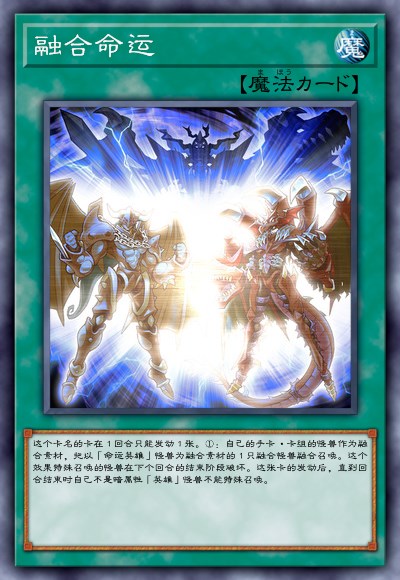 融合命运
魔
【魔法カード】
ま ほう
这个卡名的卡在１回合只能发动１张。①：自己的手卡·卡组的怪兽作为融
合素材，把以「命运英雄」怪兽为融合素材的１只融合怪兽融合召唤。这个
效果特殊召唤的怪兽在下个回合的结束阶段破坏。这张卡的发动后，直到回
合结束时自己不是暗属性「英雄」怪兽不能特殊召唤。